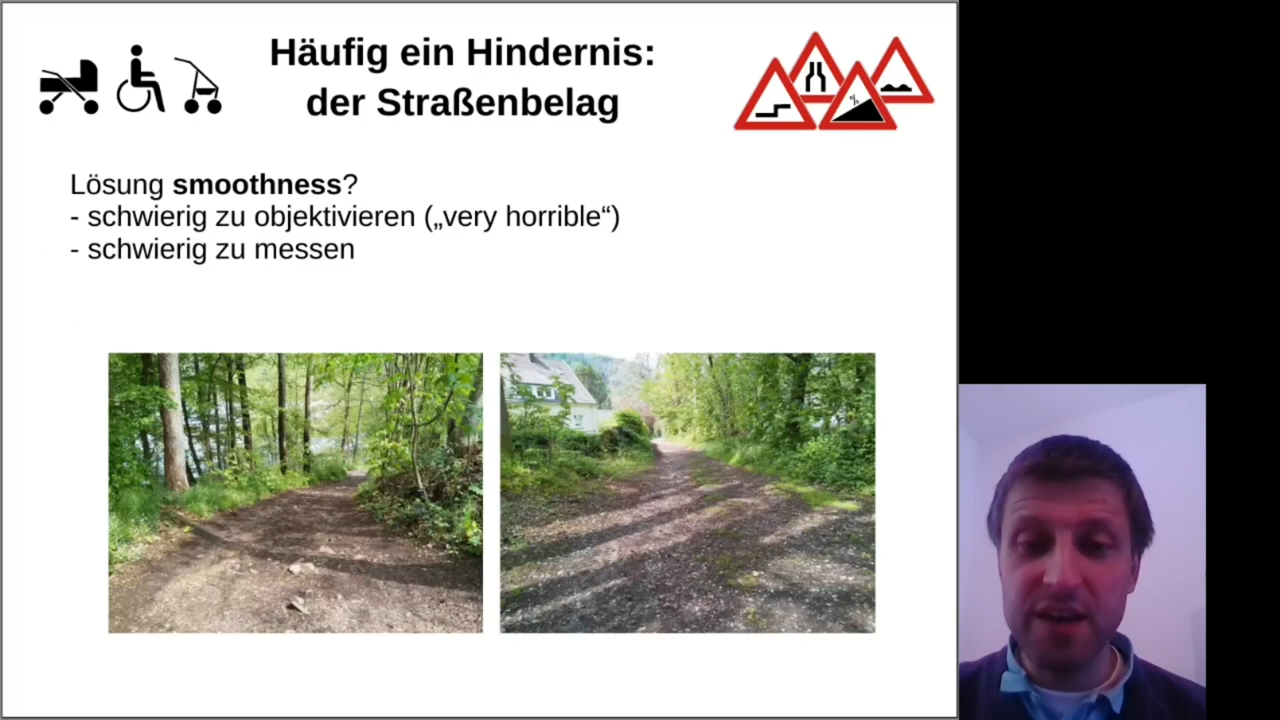 Häufig ein Hindernis:
der Straßenbelag
Lösung smoothness?
- schwierig zu objektivieren („very horrible“)
- schwierig zu messen